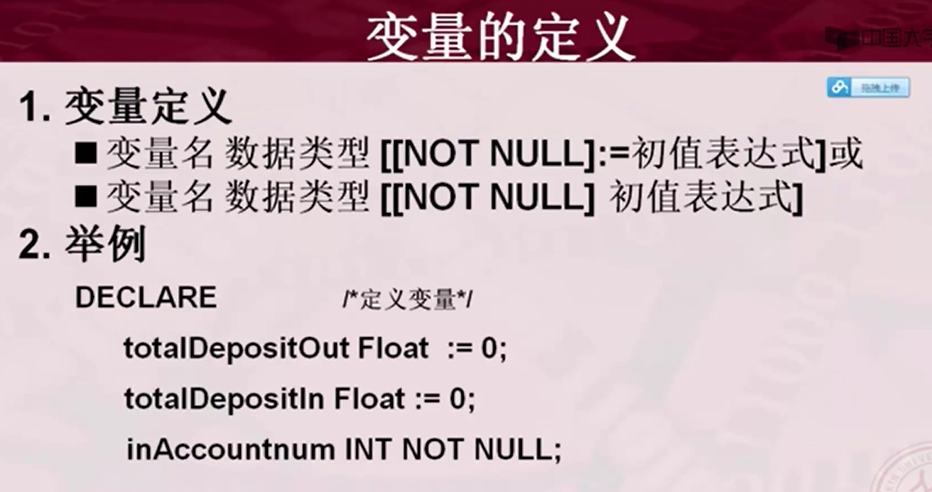 变量的定义
中国大学
拖拽上传
1. 变量定义
■ 变量名 数据类型 [[NOT NULL]:=初值表达式]或
■ 变量名 数据类型 [[NOT NULL] 初值表达式]
2. 举例
DECLARE /*定义变量*/
totalDepositOut Float := 0;
totalDepositIn Float := 0;
inAccountnum INT NOT NULL;